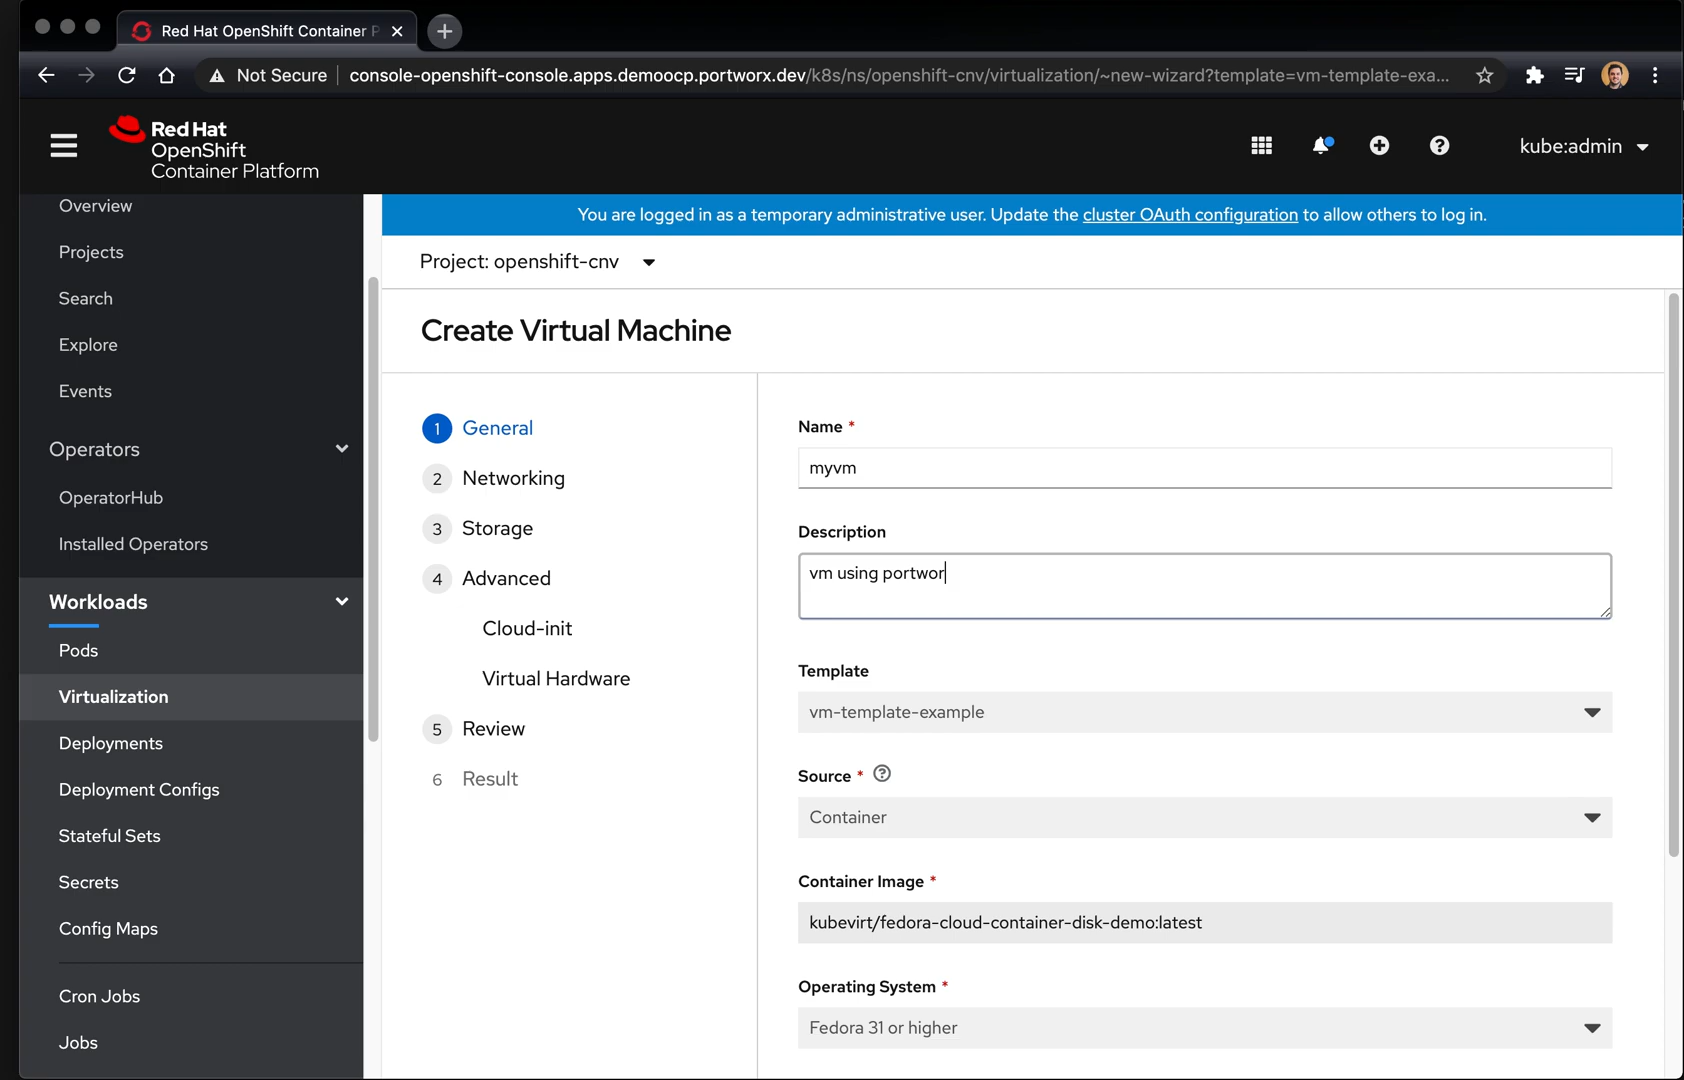 Red Hat OpenShift Container P
Not Secure
console-openshift-console.apps.demoocp.portworx.dev/k8s/ns/openshift-cnv/virtualization/~new-wizard?template=vm-template-exa...
Red Hat
OpenShift
Container Platform
kube:admin
Overview
Projects
Search
Explore
Events
Operators
OperatorHub
Installed Operators
Workloads
Pods
Virtualization
Deployments
Deployment Configs
Stateful Sets
Secrets
Config Maps
Cron Jobs
Jobs
You are logged in as a temporary administrative user. Update the cluster OAuth configuration to allow others to log in.
Project: openshift-cnv
Create Virtual Machine
1 General
2 Networking
3 Storage
4 Advanced
Cloud-init
Virtual Hardware
5 Review
6 Result
Name *
myvm
Description
vm using portwor
Template
vm-template-example
Source *
Container
Container Image *
kubevirt/fedora-cloud-container-disk-demo:latest
Operating System *
Fedora 31 or higher